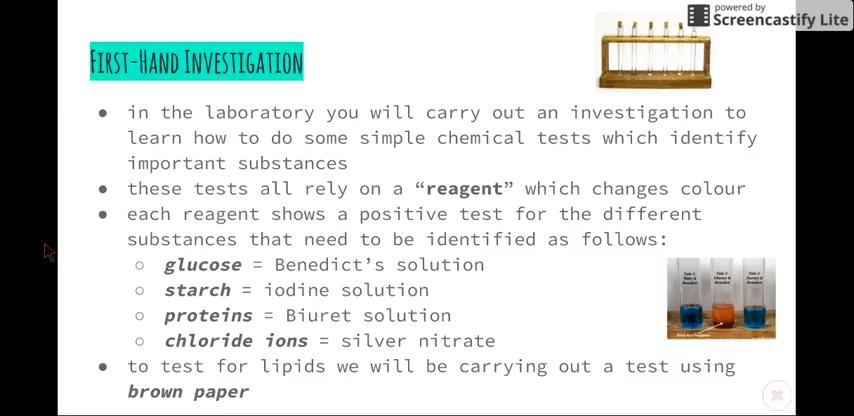 powered by
Screencastify Lite
First-Hand Investigation
● in the laboratory you will carry out an investigation to
learn how to do some simple chemical tests which identify
important substances
● these tests all rely on a “reagent” which changes colour
● each reagent shows a positive test for the different
substances that need to be identified as follows:
○ glucose = Benedict’s solution
○ starch = iodine solution
○ proteins = Biuret solution
○ chloride ions = silver nitrate
● to test for lipids we will be carrying out a test using
brown paper